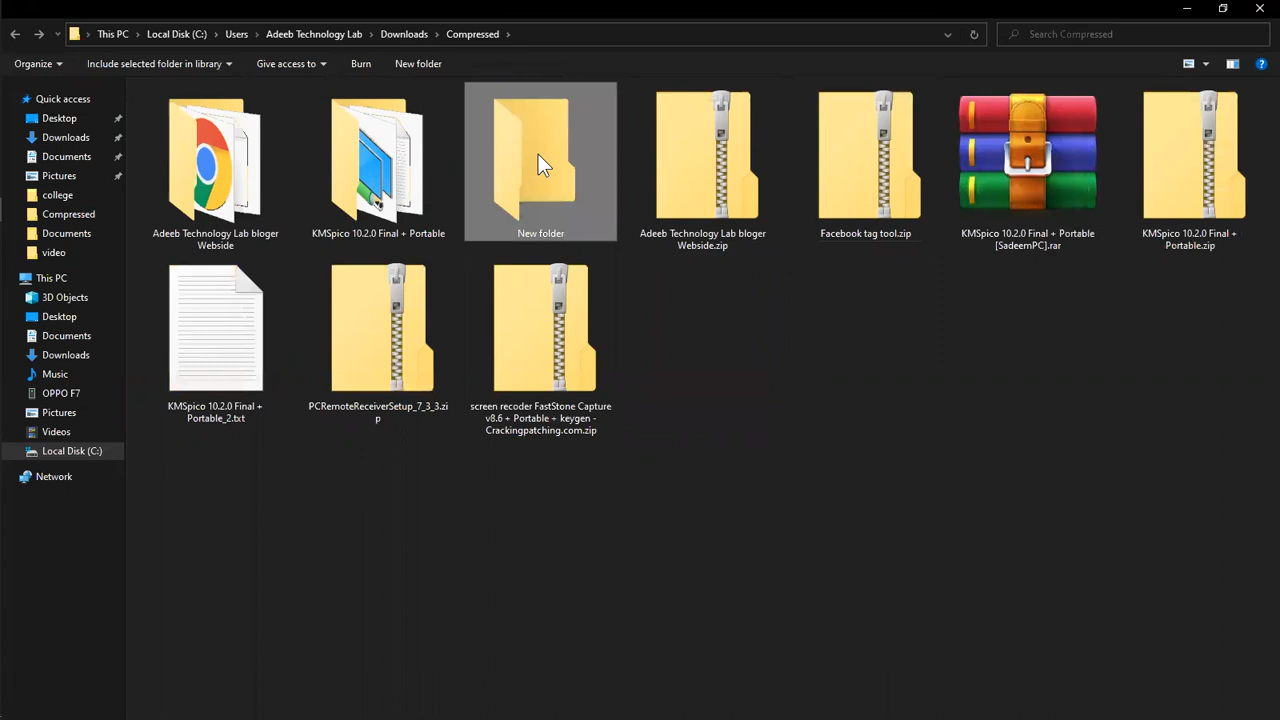 This PC > Local Disk (C:) > Users > Adeeb Technology Lab > Downloads > Compressed >
Search Compressed
Organize
Include selected folder in library
Give access to
Burn
New folder
Quick access
Desktop
Downloads
Documents
Pictures
college
Compressed
Documents
video
This PC
3D Objects
Desktop
Documents
Downloads
Music
OPPO F7
Pictures
Videos
Local Disk (C:)
Network
Adeeb Technology Lab bloger
Webside
KMSpico 10.2.0 Final + Portable
New folder
Adeeb Technology Lab bloger
Webside.zip
Facebook tag tool.zip
KMSpico 10.2.0 Final + Portable
[SadeemPC].rar
KMSpico 10.2.0 Final +
Portable.zip
KMSpico 10.2.0 Final +
Portable_2.txt
PCRemoteReceiverSetup_7_3_3.zi
p
screen recoder FastStone Capture
v8.6 + Portable + keygen -
Crackingpatching.com.zip